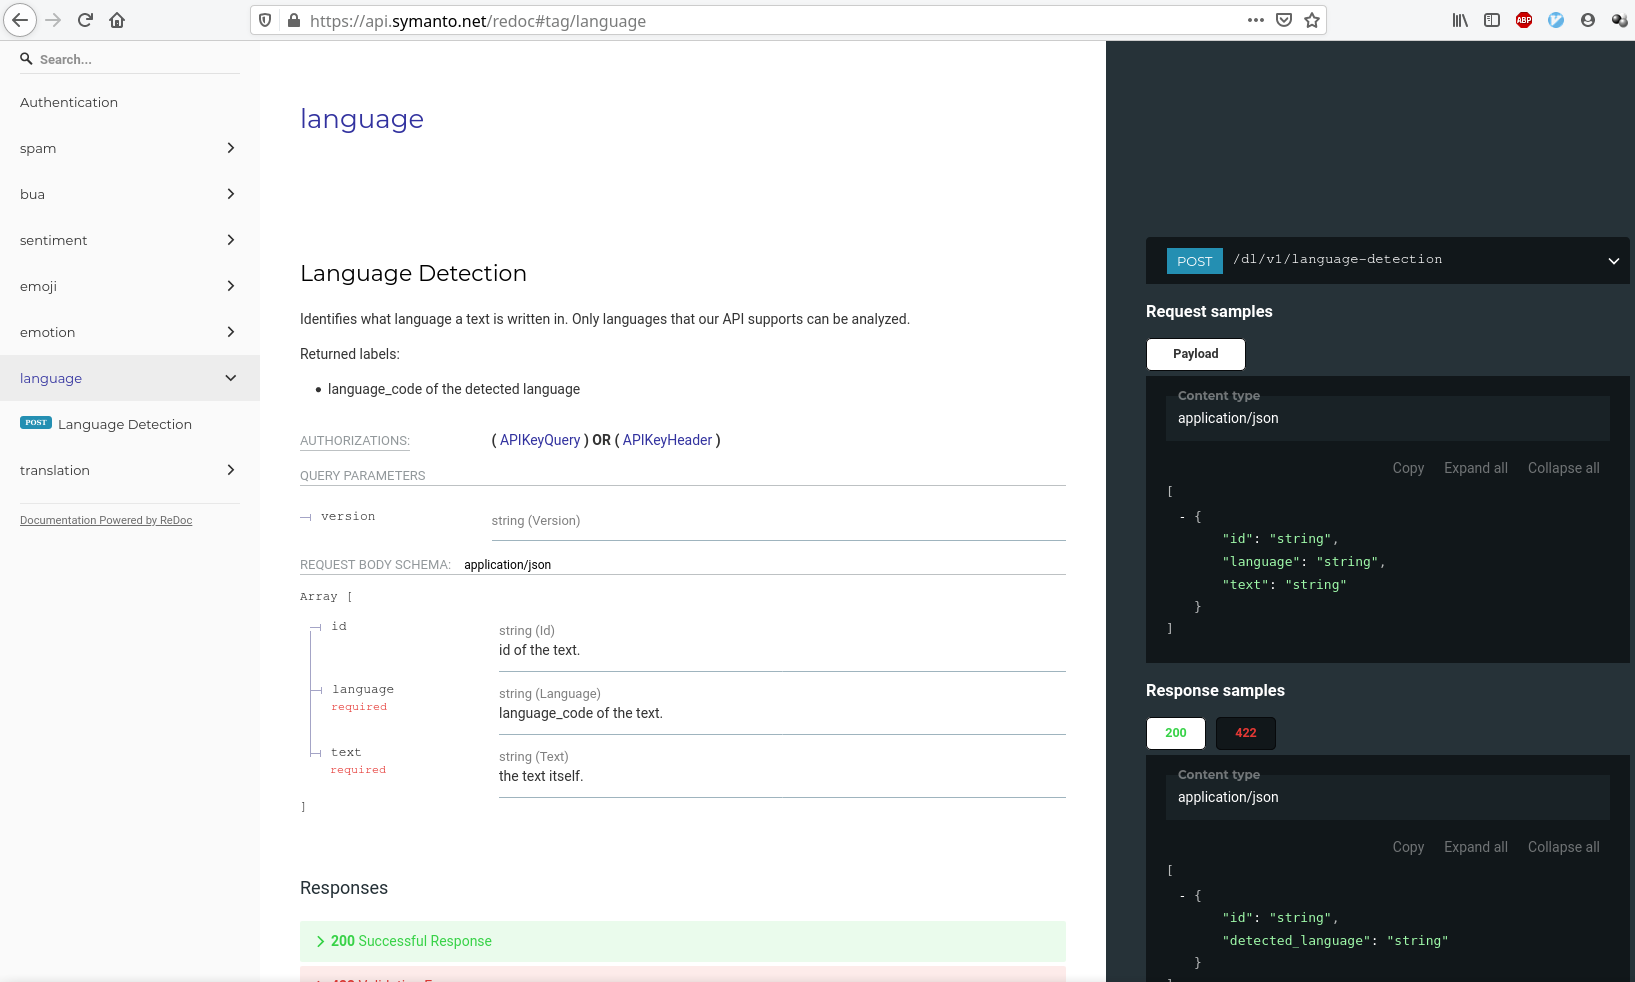 https://api.symanto.net/redoc#tag/language
ABP
Search...
Authentication
spam
bua
sentiment
emoji
emotion
language
POST Language Detection
translation
Documentation Powered by ReDoc
language
Language Detection
Identifies what language a text is written in. Only languages that our API supports can be analyzed.
Returned labels:
• language_code of the detected language
AUTHORIZATIONS: ( APIKeyQuery ) OR ( APIKeyHeader )
QUERY PARAMETERS
version string (Version)
REQUEST BODY SCHEMA: application/json
Array [
id string (Id)
id of the text.
language string (Language)
required language_code of the text.
text string (Text)
required the text itself.
]
Responses
200 Successful Response
POST /dl/v1/language-detection
Request samples
Payload
Content type
application/json
Copy Expand all Collapse all
[
- {
"id": "string",
"language": "string",
"text": "string"
}
]
Response samples
200 422
Content type
application/json
Copy Expand all Collapse all
[
- {
"id": "string",
"detected_language": "string"
}